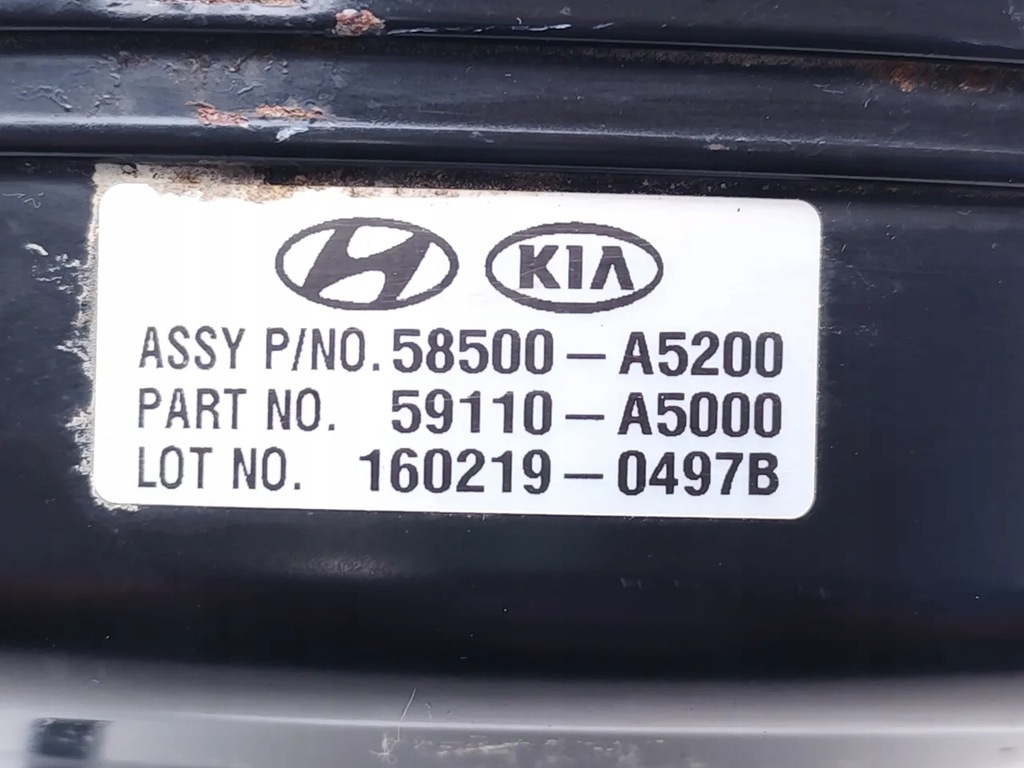 KIA
ASSY P/NO. 58500-A5200
PART NO. 59110-A5000
LOT NO. 160219-0497B